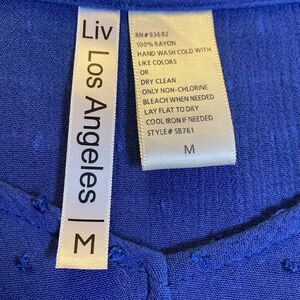 Liv Los Angeles | M
RN#93682
100% RAYON
HAND WASH COLD WITH
LIKE COLORS
OR
DRY CLEAN
ONLY NON-CHLORINE
BLEACH WHEN NEEDED
LAY FLAT TO DRY
COOL IRON IF NEEDED
STYLE# SB761
M